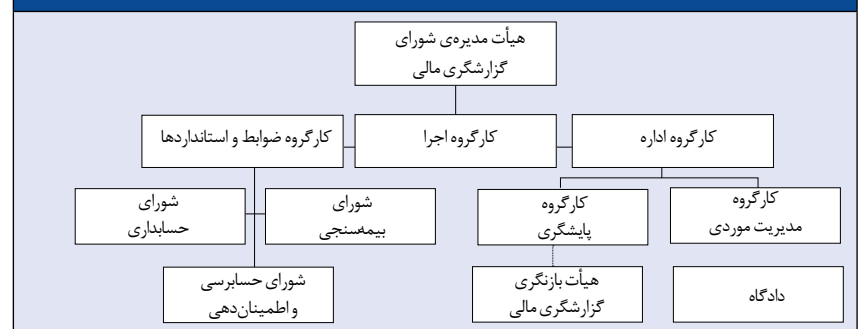 هیأت مدیره‌ی شورای
گزارشگری مالی
کارگروه اداره
کارگروه اجرا
کارگروه ضوابط و استانداردها
کارگروه
مدیریت موردی
کارگروه
پایشگری
شورای
بیمه‌سنجی
شورای
حسابداری
دادگاه
هیأت بازنگری
گزارشگری مالی
شورای حسابرسی
و اطمینان‌دهی